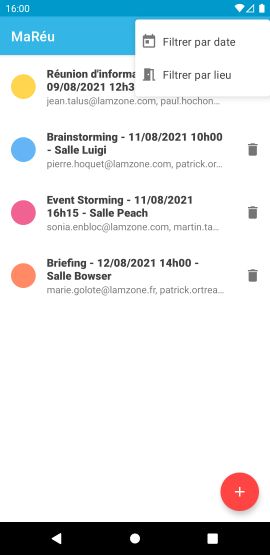 16:00
MaRéu
Filtrer par date
Filtrer par lieu
Réunion d'informa
09/08/2021 12h3
jean.talus@lamzone.com, paul.hochon...
Brainstorming - 11/08/2021 10h00
- Salle Luigi
pierre.hoquet@lamzone.com, patrick.or...
Event Storming - 11/08/2021
16h15 - Salle Peach
sonia.enbloc@lamzone.com, martin.ta...
Briefing - 12/08/2021 14h00 -
Salle Bowser
marie.golote@lamzone.fr, patrick.ortrea...